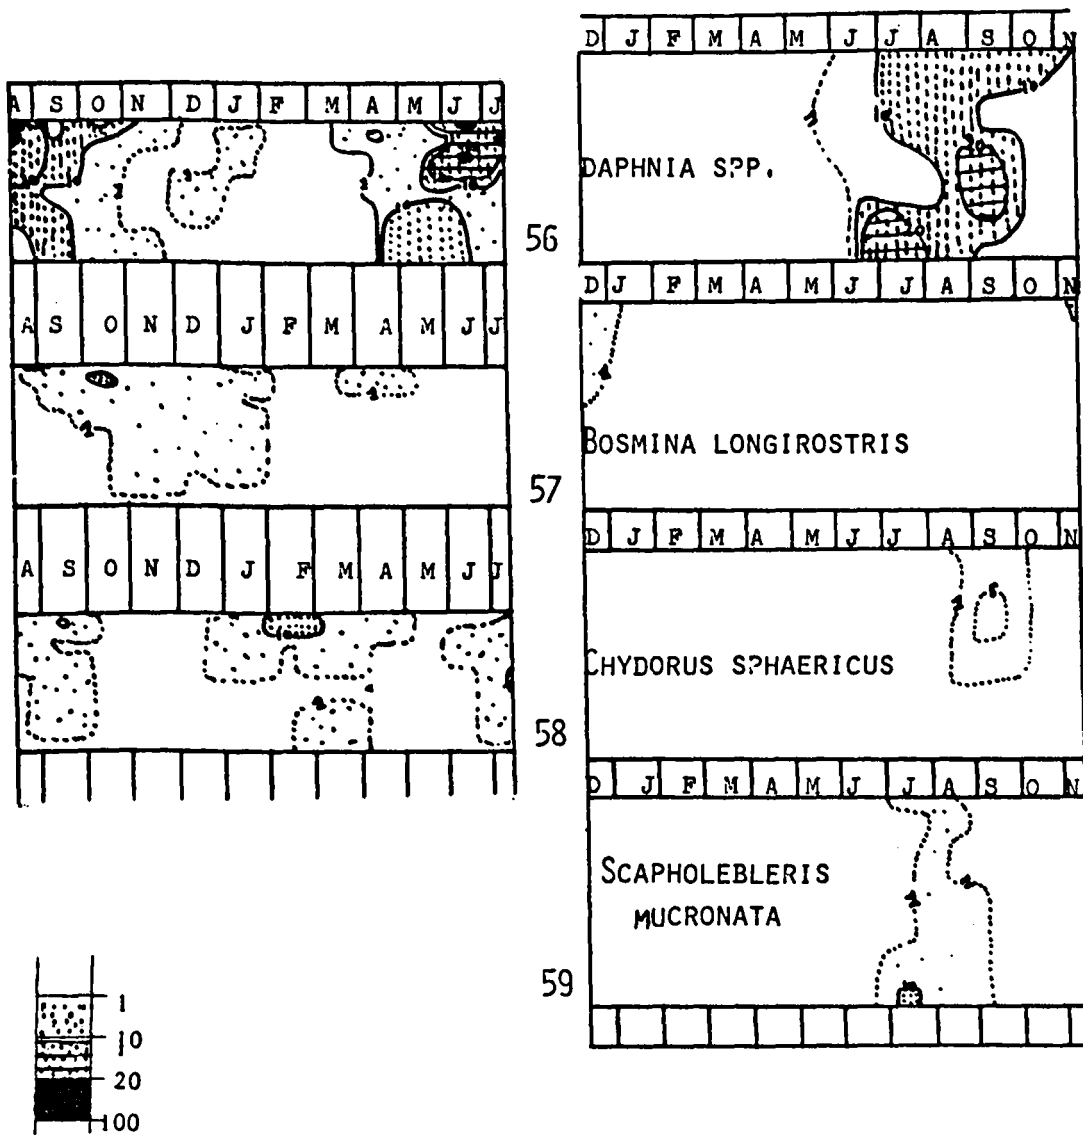 D J F M A M J J A S O N
A S O N D J F M A M J J
DAPHNIA SPP.
56
D J F M A M J J A S O N
A S O N D J F M A M J J
BOSMINA LONGIROSTRIS
57
D J F M A M J J A S O N
A S O N D J F M A M J J
CHYDORUS SPHAERICUS
58
D J F M A M J J A S O N
SCAPHOLEBLERIS
MUCRONATA
59
1
10
20
100